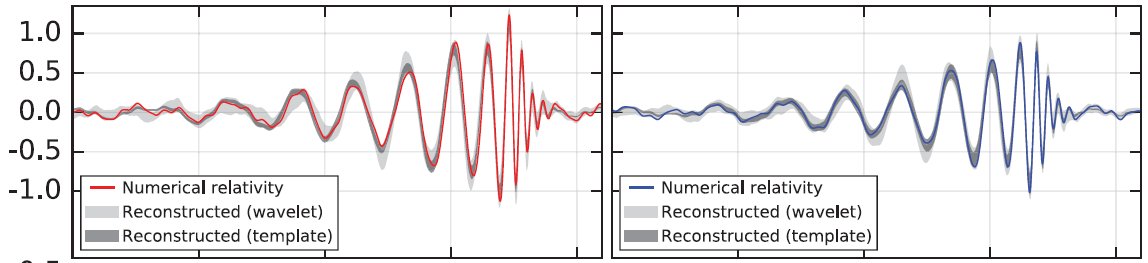 1.0
0.5
0.0
-0.5
-1.0
Numerical relativity
Reconstructed (wavelet)
Reconstructed (template)
Numerical relativity
Reconstructed (wavelet)
Reconstructed (template)